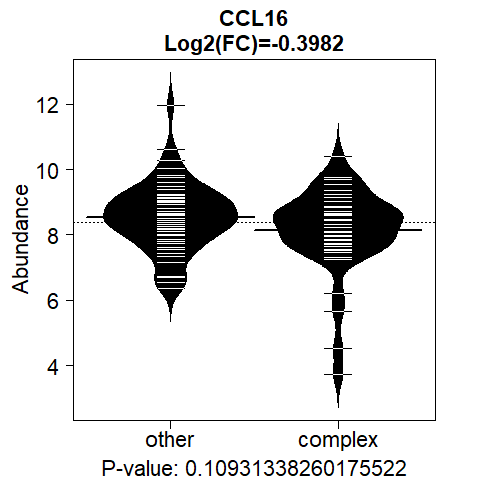 CCL16
Log2(FC)=-0.3982
Abundance
12
10
8
6
4
other complex
P-value: 0.10931338260175522